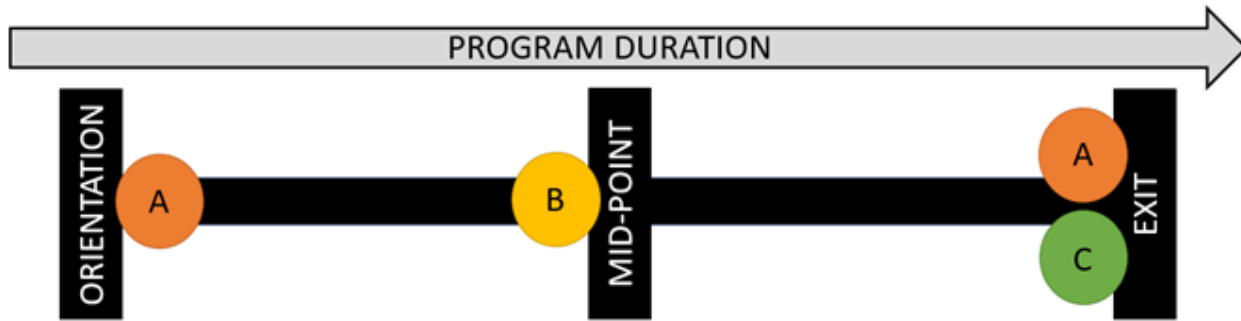 PROGRAM DURATION
ORIENTATION
A
B
MID-POINT
A
C
EXIT